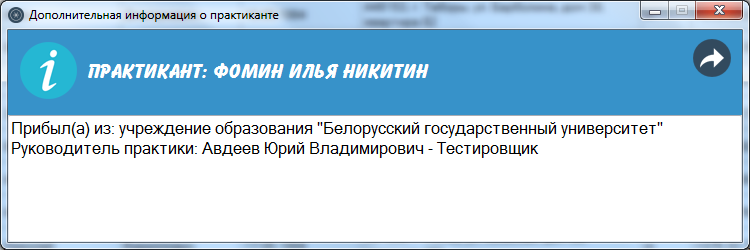 Дополнительная информация о практиканте
ПРАКТИКАНТ: ФОМИН ИЛЬЯ НИКИТИН
Прибыл(а) из: учреждение образования "Белорусский государственный университет"
Руководитель практики: Авдеев Юрий Владимирович - Тестировщик